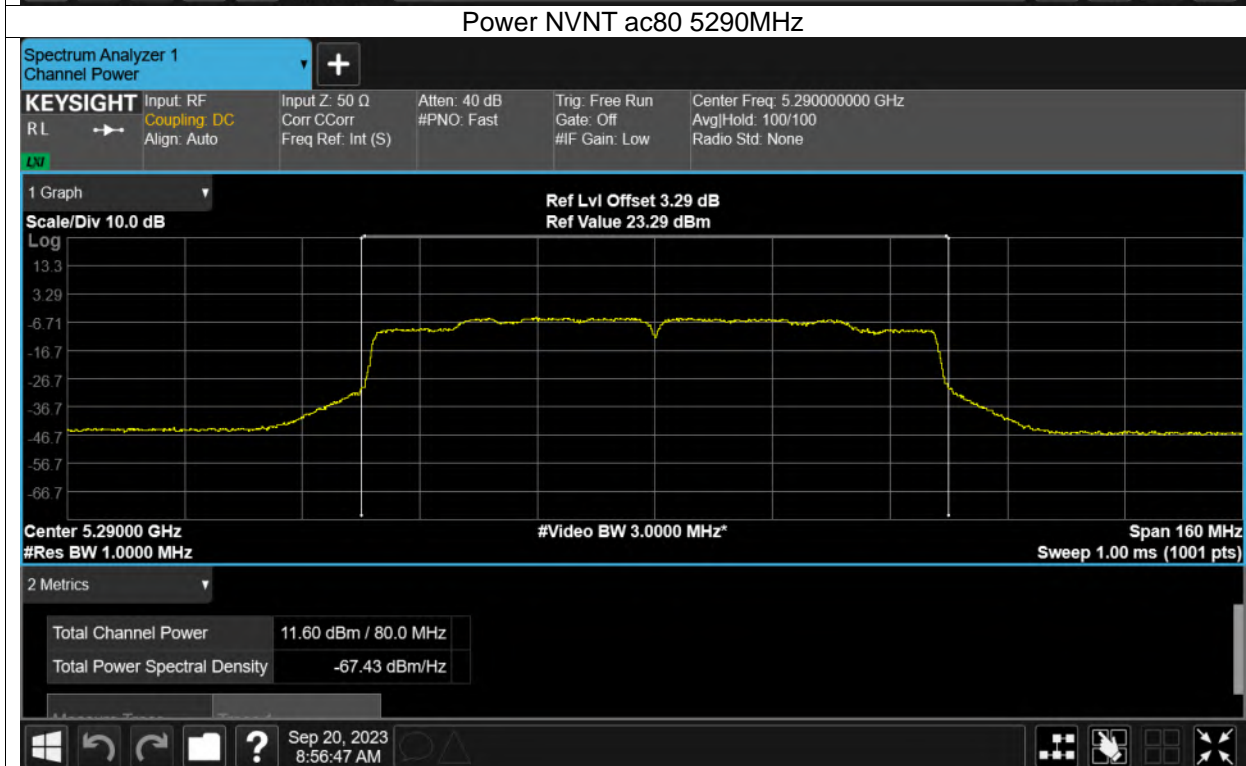 Power NVNT ac80 5290MHz
Spectrum Analyzer 1
Channel Power
KEYSIGHT
RL
LXI
Input: RF
Coupling: DC
Align: Auto
Input Z: 50 Ω
Corr CCorr
Freq Ref: Int (S)
Atten: 40 dB
#PNO: Fast
Trig: Free Run
Gate: Off
#IF Gain: Low
Center Freq: 5.290000000 GHz
Avg|Hold: 100/100
Radio Std: None
1 Graph
Scale/Div 10.0 dB
Ref Lvl Offset 3.29 dB
Ref Value 23.29 dBm
Log
13.3
3.29
-6.71
-16.7
-26.7
-36.7
-46.7
-56.7
-66.7
Center 5.29000 GHz
#Res BW 1.0000 MHz
#Video BW 3.0000 MHz*
Span 160 MHz
Sweep 1.00 ms (1001 pts)
2 Metrics
Total Channel Power 11.60 dBm / 80.0 MHz
Total Power Spectral Density -67.43 dBm/Hz
?
Sep 20, 2023
8:56:47 AM